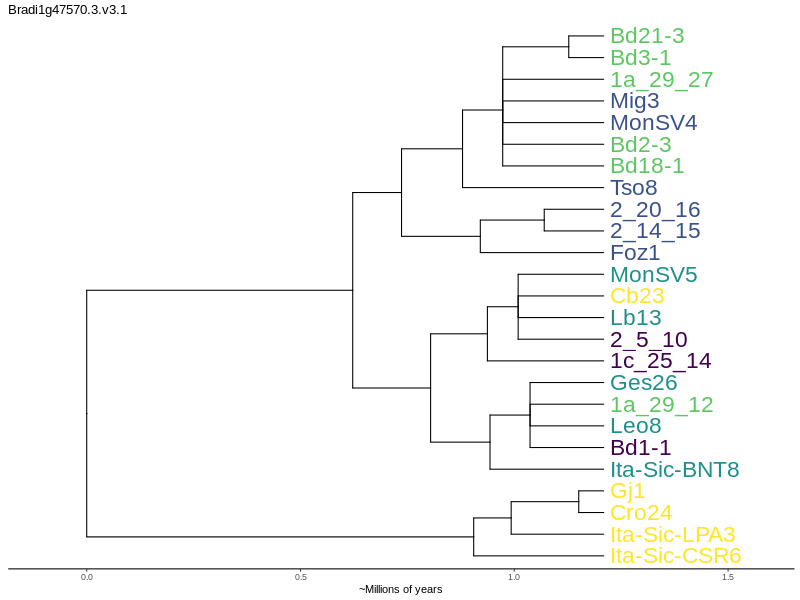 Bradi1g47570.3.v3.1
Bd21-3
Bd3-1
1a_29_27
Mig3
MonSV4
Bd2-3
Bd18-1
Tso8
2_20_16
2_14_15
Foz1
MonSV5
Cb23
Lb13
2_5_10
1c_25_14
Ges26
1a_29_12
Leo8
Bd1-1
Ita-Sic-BNT8
Gj1
Cro24
Ita-Sic-LPA3
Ita-Sic-CSR6
0.0 0.5 1.0 1.5
~Millions of years